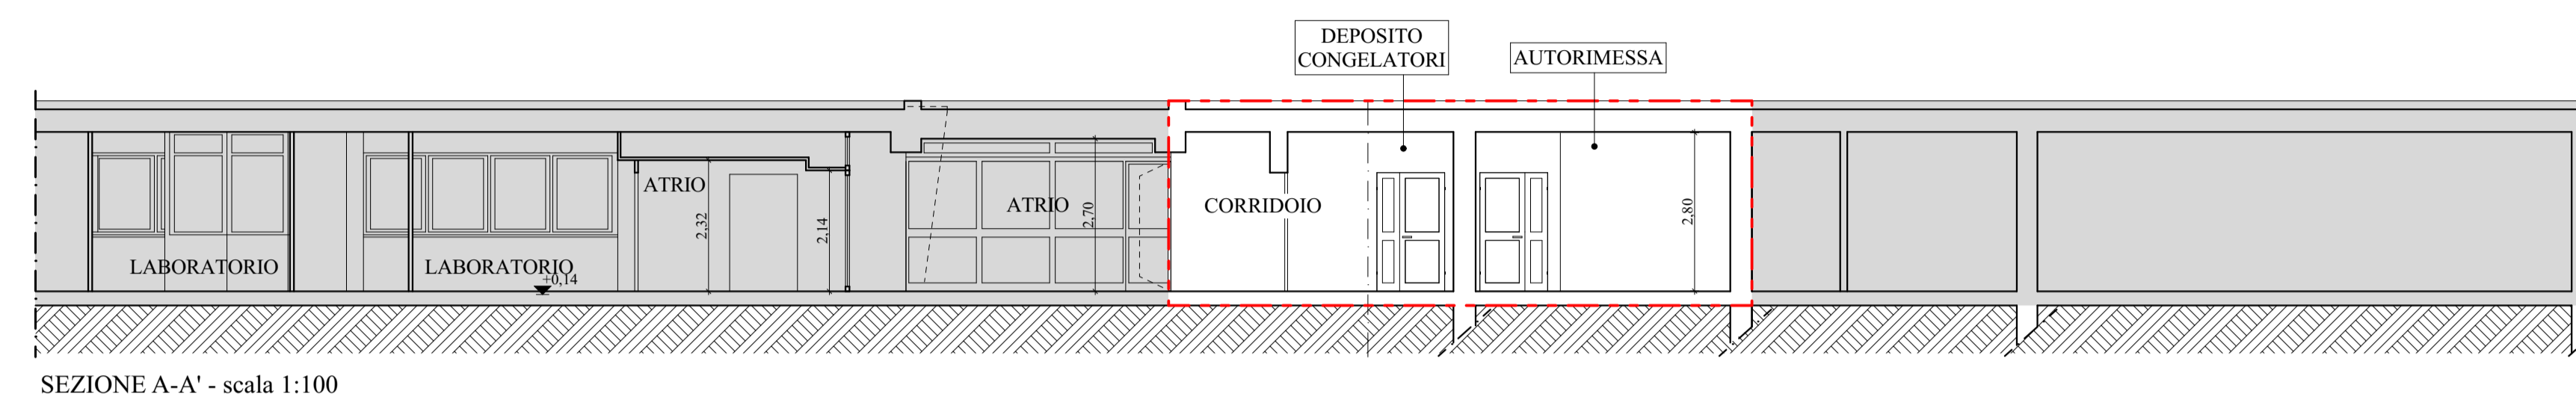 DEPOSITO
CONGELATORI
AUTORIMESSA
ATRIO
ATRIO
CORRIDOIO
2,32
2,14
2,70
2,80
LABORATORIO
LABORATORIO
+0,14
SEZIONE A-A' - scala 1:100